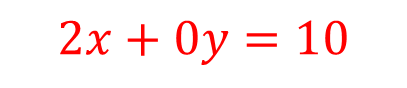 2x + 0y = 10